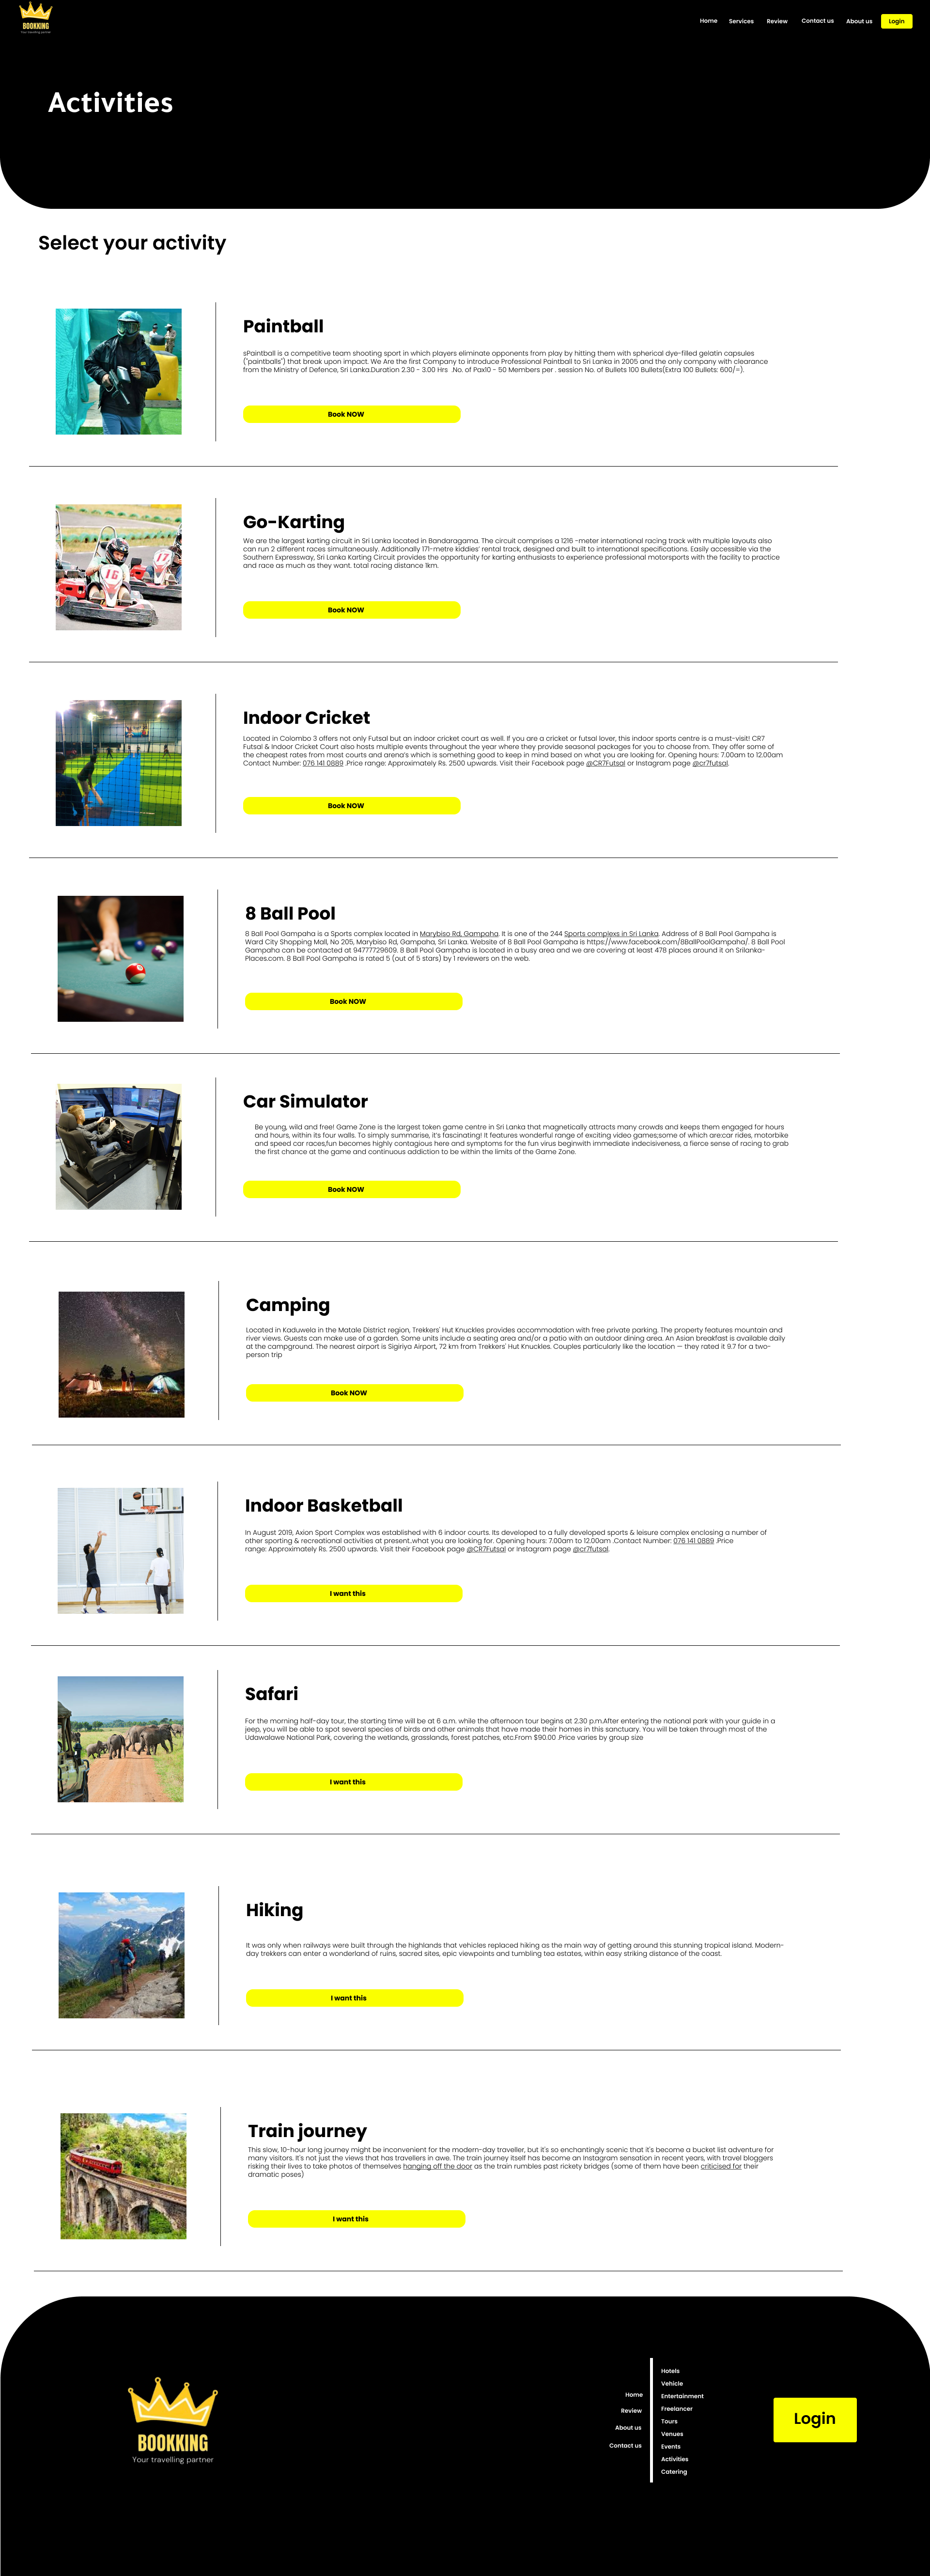 BOOKKING
Your travelling partner
Home
Services
Review
Contact us
About us
Login
Activities
Select your activity
Paintball
sPaintball is a competitive team shooting sport in which players eliminate opponents from play by hitting them with spherical dye-filled gelatin capsules
("paintballs") that break upon impact. We Are the first Company to introduce Professional Paintball to Sri Lanka in 2005 and the only company with clearance
from the Ministry of Defence, Sri Lanka.Duration 2.30 - 3.00 Hrs .No. of Pax10 - 50 Members per . session No. of Bullets 100 Bullets(Extra 100 Bullets: 600/=).
Book NOW
Go-Karting
We are the largest karting circuit in Sri Lanka located in Bandaragama. The circuit comprises a 1216 -meter international racing track with multiple layouts also
can run 2 different races simultaneously. Additionally 171-metre kiddies' rental track, designed and built to international specifications. Easily accessible via the
Southern Expressway, Sri Lanka Karting Circuit provides the opportunity for karting enthusiasts to experience professional motorsports with the facility to practice
and race as much as they want. total racing distance 1km.
16
17
Book NOW
Indoor Cricket
Located in Colombo 3 offers not only Futsal but an indoor cricket court as well. If you are a cricket or futsal lover, this indoor sports centre is a must-visit! CR7
Futsal & Indoor Cricket Court also hosts multiple events throughout the year where they provide seasonal packages for you to choose from. They offer some of
the cheapest rates from most courts and arena's which is something good to keep in mind based on what you are looking for. Opening hours: 7.00am to 12.00am
Contact Number: 076 141 0889 .Price range: Approximately Rs. 2500 upwards. Visit their Facebook page @CR7Futsal or Instagram page @cr7futsal.
Book NOW
8 Ball Pool
8 Ball Pool Gampaha is a Sports complex located in Marybiso Rd, Gampaha. It is one of the 244 Sports complexs in Sri Lanka. Address of 8 Ball Pool Gampaha is
Ward City Shopping Mall, No 205, Marybiso Rd, Gampaha, Sri Lanka. Website of 8 Ball Pool Gampaha is https://www.facebook.com/8BallPoolGampaha/. 8 Ball Pool
Gampaha can be contacted at 94777729609. 8 Ball Pool Gampaha is located in a busy area and we are covering at least 478 places around it on Srilanka-
Places.com. 8 Ball Pool Gampaha is rated 5 (out of 5 stars) by 1 reviewers on the web.
Book NOW
Car Simulator
Be young, wild and free! Game Zone is the largest token game centre in Sri Lanka that magnetically attracts many crowds and keeps them engaged for hours
and hours, within its four walls. To simply summarise, it's fascinating! It features wonderful range of exciting video games;some of which are:car rides, motorbike
and speed car races,fun becomes highly contagious here and symptoms for the fun virus beginwith immediate indecisiveness, a fierce sense of racing to grab
the first chance at the game and continuous addiction to be within the limits of the Game Zone.
Book NOW
Camping
Located in Kaduwela in the Matale District region, Trekkers' Hut Knuckles provides accommodation with free private parking. The property features mountain and
river views. Guests can make use of a garden. Some units include a seating area and/or a patio with an outdoor dining area. An Asian breakfast is available daily
at the campground. The nearest airport is Sigiriya Airport, 72 km from Trekkers' Hut Knuckles. Couples particularly like the location — they rated it 9.7 for a two-
person trip
Book NOW
Indoor Basketball
In August 2019, Axion Sport Complex was established with 6 indoor courts. Its developed to a fully developed sports & leisure complex enclosing a number of
other sporting & recreational activities at present.,what you are looking for. Opening hours: 7.00am to 12.00am .Contact Number: 076 141 0889 .Price
range: Approximately Rs. 2500 upwards. Visit their Facebook page @CR7Futsal or Instagram page @cr7futsal.
I want this
Safari
For the morning half-day tour, the starting time will be at 6 a.m. while the afternoon tour begins at 2.30 p.m.After entering the national park with your guide in a
jeep, you will be able to spot several species of birds and other animals that have made their homes in this sanctuary. You will be taken through most of the
Udawalawe National Park, covering the wetlands, grasslands, forest patches, etc.From $90.00 .Price varies by group size
I want this
Hiking
It was only when railways were built through the highlands that vehicles replaced hiking as the main way of getting around this stunning tropical island. Modern-
day trekkers can enter a wonderland of ruins, sacred sites, epic viewpoints and tumbling tea estates, within easy striking distance of the coast.
I want this
Train journey
This slow, 10-hour long journey might be inconvenient for the modern-day traveller, but it's so enchantingly scenic that it's become a bucket list adventure for
many visitors. It's not just the views that has travellers in awe. The train journey itself has become an Instagram sensation in recent years, with travel bloggers
risking their lives to take photos of themselves hanging off the door as the train rumbles past rickety bridges (some of them have been criticised for their
dramatic poses)
I want this
BOOKKING
Your travelling partner
Home
Review
About us
Contact us
Hotels
Vehicle
Entertainment
Freelancer
Tours
Venues
Events
Activities
Catering
Login